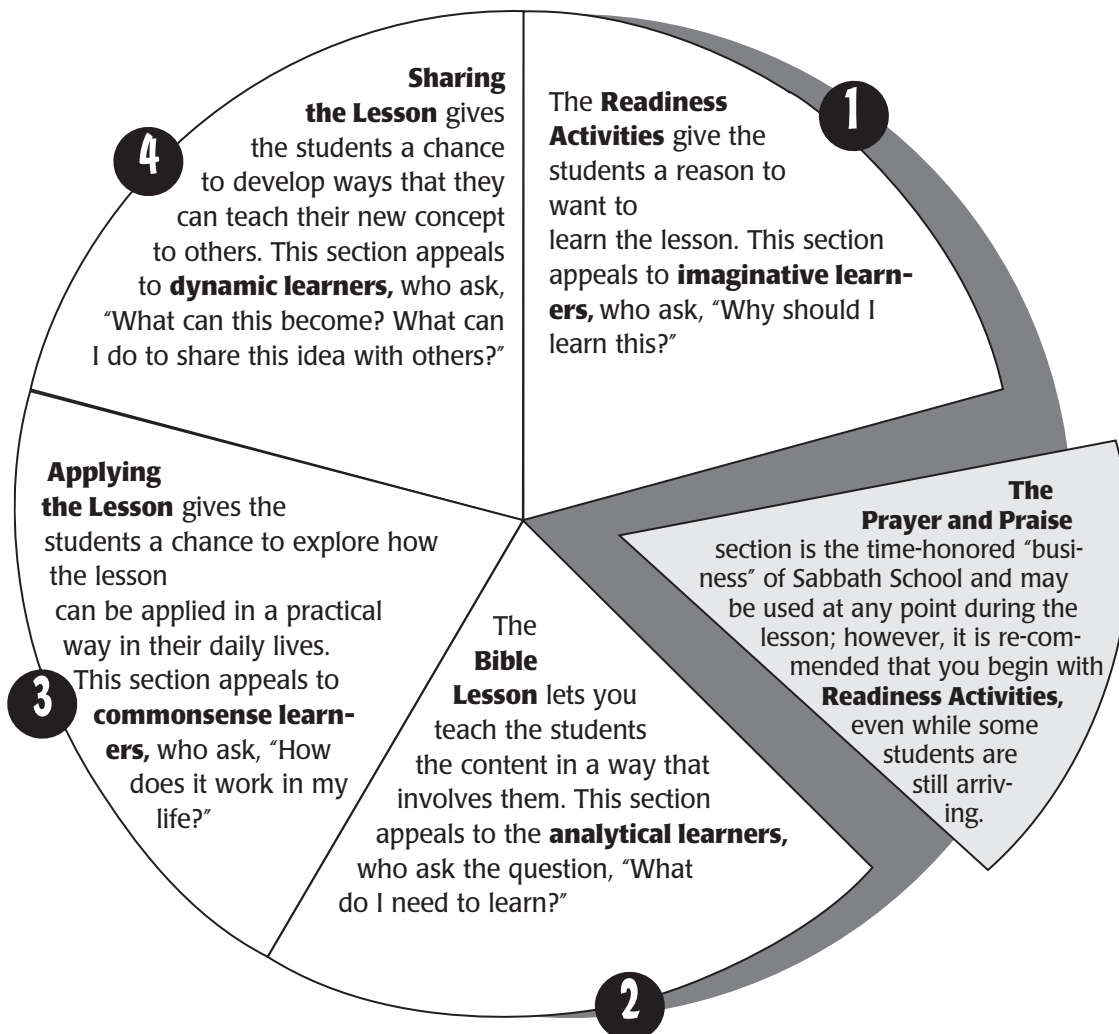 1
The Readiness
Activities give the
students a reason to
want to
learn the lesson. This section
appeals to imaginative learn-
ers, who ask, “Why should I
learn this?”
The
Prayer and Praise
section is the time-honored “busi-
ness” of Sabbath School and may
be used at any point during the
lesson; however, it is re-com-
mended that you begin with
Readiness Activities,
even while some
students are
still arriv-
ing.
2
The
Bible
Lesson lets you
teach the students
the content in a way that
involves them. This section
appeals to the analytical learners,
who ask the question, “What
do I need to learn?”
3
Applying
the Lesson gives the
students a chance to explore how
the lesson
can be applied in a practical
way in their daily lives.
This section appeals to
commonsense learn-
ers, who ask, “How
does it work in my
life?”
4
Sharing
the Lesson gives
the students a chance
to develop ways that they
can teach their new concept
to others. This section appeals
to dynamic learners, who ask,
“What can this become? What can
I do to share this idea with others?”